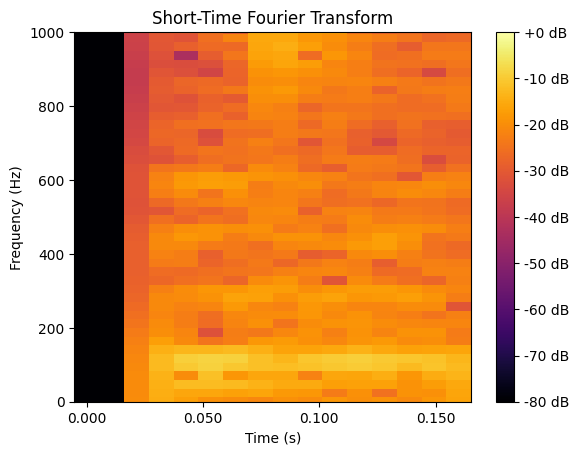 Short-Time Fourier Transform
1000
800
600
400
200
0
Frequency (Hz)
0.000
0.050
0.100
0.150
Time (s)
+0 dB
-10 dB
-20 dB
-30 dB
-40 dB
-50 dB
-60 dB
-70 dB
-80 dB